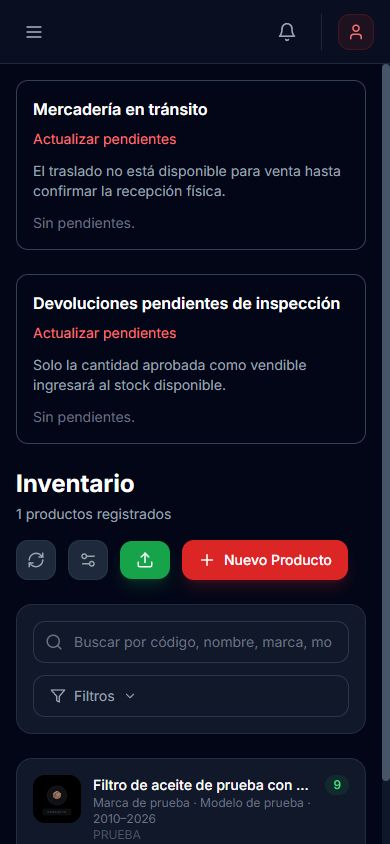 Mercadería en tránsito
Actualizar pendientes
El traslado no está disponible para venta hasta
confirmar la recepción física.
Sin pendientes.
Devoluciones pendientes de inspección
Actualizar pendientes
Solo la cantidad aprobada como vendible
ingresará al stock disponible.
Sin pendientes.
Inventario
1 productos registrados
Nuevo Producto
Buscar por código, nombre, marca, mo
Filtros
Filtro de aceite de prueba con ... 9
Marca de prueba · Modelo de prueba ·
2010–2026
PRUEBA